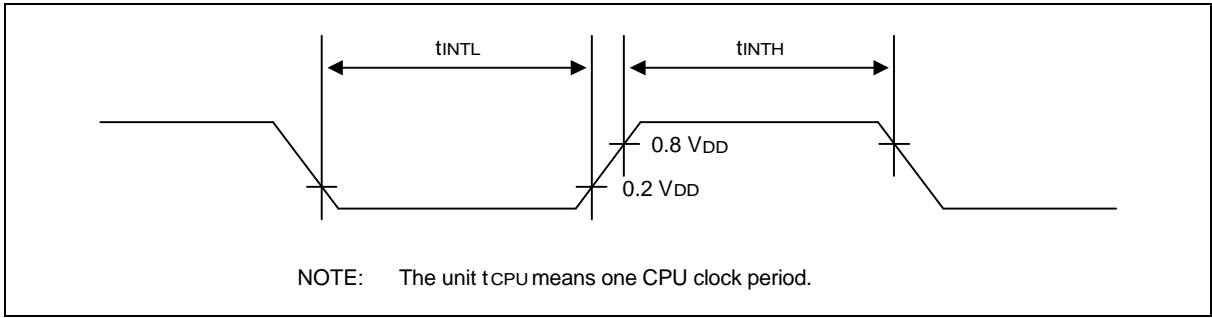 tINTL
tINTH
0.8 VDD
0.2 VDD
NOTE: The unit tCPU means one CPU clock period.